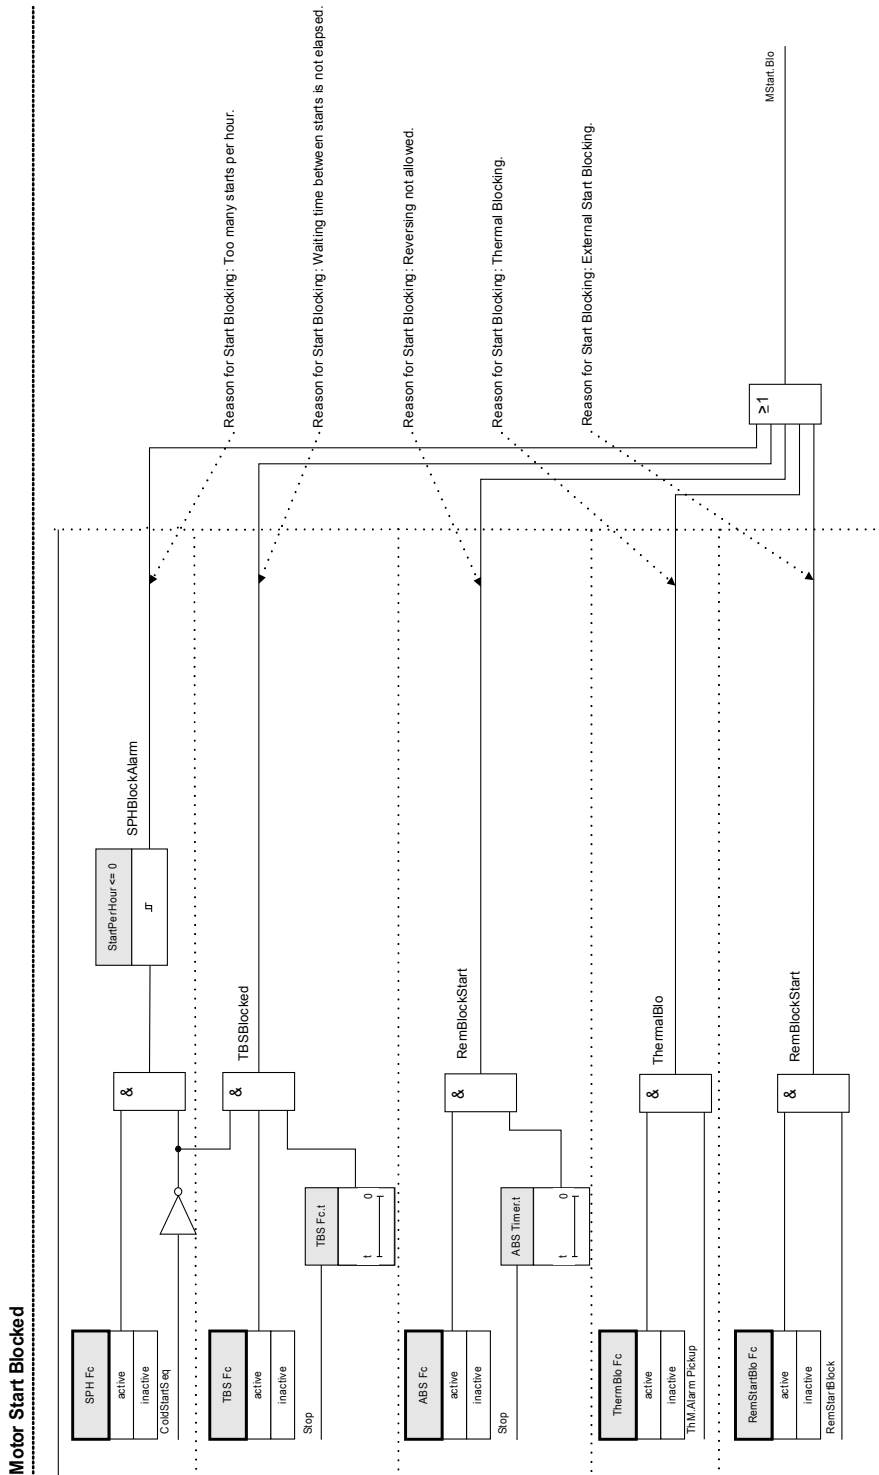 Motor Start Blocked
SPH Fc
active
inactive
ColdStartSeq
&
StartPerHour <= 0
SPHBlockAlarm
Reason for Start Blocking: Too many starts per hour.
TBS Fc
active
inactive
Stop
TBS Fc.t
t
0
&
TBSBlocked
Reason for Start Blocking: Waiting time between starts is not elapsed.
ABS Fc
active
inactive
Stop
ABS Timer.t
t
0
&
RemBlockStart
Reason for Start Blocking: Reversing not allowed.
ThermBlo Fc
active
inactive
ThM.Alarm Pickup
&
ThermalBlo
Reason for Start Blocking: Thermal Blocking.
RemStartBlo Fc
active
inactive
RemStartBlock
&
RemBlockStart
Reason for Start Blocking: External Start Blocking.
≥1
MStart.Blo